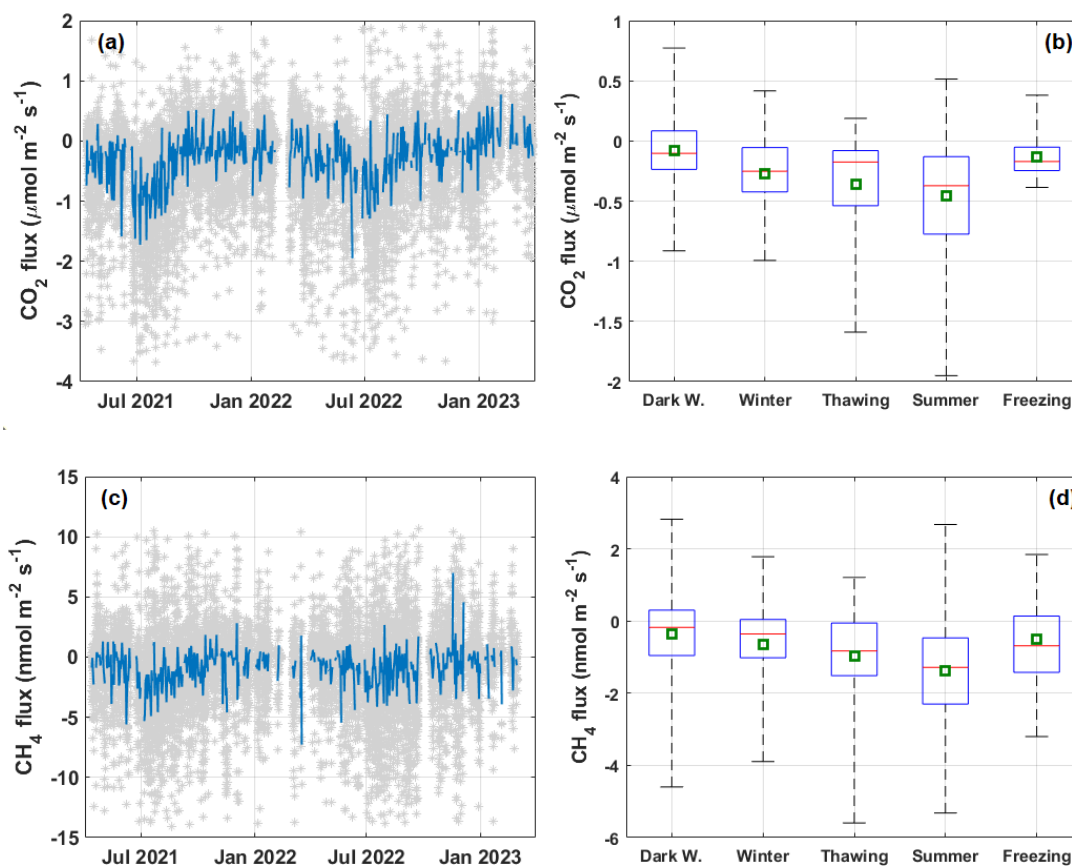 (a)
CO2 flux (μmol m-2 s-1)
2
1
0
-1
-2
-3
-4
Jul 2021 Jan 2022 Jul 2022 Jan 2023
(b)
CO2 flux (μmol m-2 s-1)
1
0.5
0
-0.5
-1
-1.5
-2
Dark W. Winter Thawing Summer Freezing
(c)
CH4 flux (nmol m-2 s-1)
15
10
5
0
-5
-10
-15
Jul 2021 Jan 2022 Jul 2022 Jan 2023
(d)
CH4 flux (nmol m-2 s-1)
4
2
0
-2
-4
-6
Dark W. Winter Thawing Summer Freezing